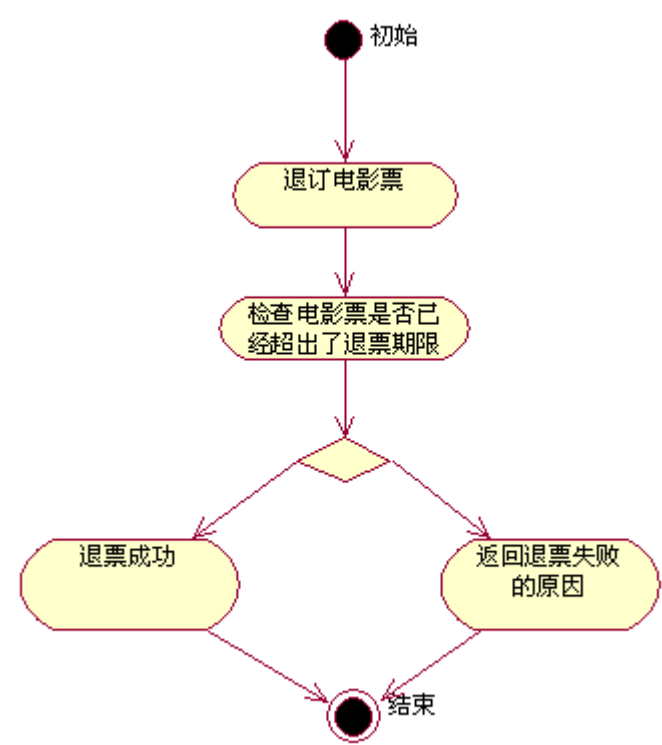 初始
退订电影票
检查电影票是否已
经超出了退票期限
退票成功
返回退票失败
的原因
结束